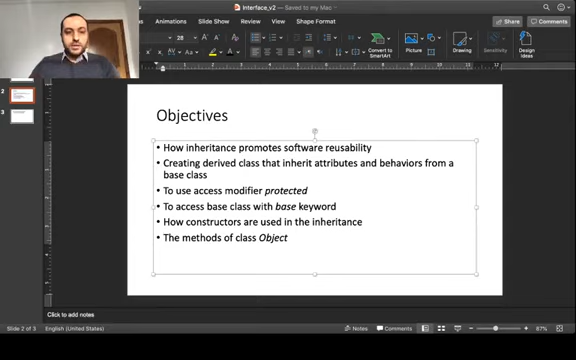 Interface_v2 — Saved to my Mac
Animations Slide Show Review View Shape Format
Share Comments
28
Convert to SmartArt
Picture
Drawing
Sensitivity
Design Ideas
2
3
Objectives
• How inheritance promotes software reusability
• Creating derived class that inherit attributes and behaviors from a
base class
• To use access modifier protected
• To access base class with base keyword
• How constructors are used in the inheritance
• The methods of class Object
Click to add notes
Slide 2 of 3 English (United States) Notes Comments 87%